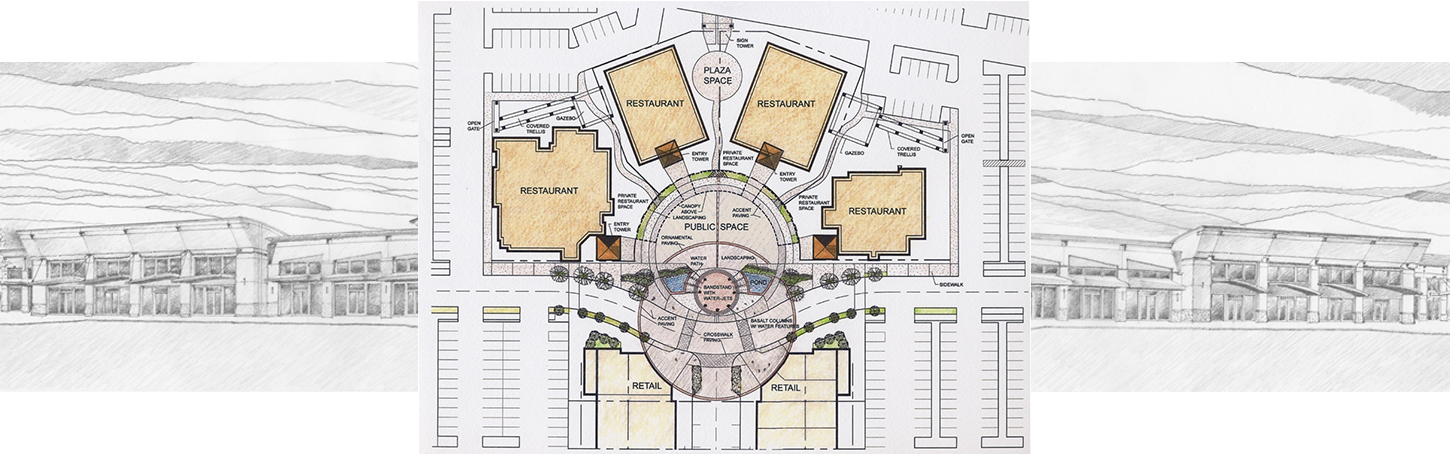 SIGN
TOWER
PLAZA
SPACE
RESTAURANT
RESTAURANT
OPEN
GATE
COVERED
TRELLIS
GAZEBO
GAZEBO
COVERED
TRELLIS
OPEN
GATE
ENTRY
TOWER
PRIVATE
RESTAURANT
SPACE
ENTRY
TOWER
RESTAURANT
PRIVATE
RESTAURANT
SPACE
PRIVATE
RESTAURANT
SPACE
RESTAURANT
CANOPY
ABOVE
LANDSCAPING
ACCENT
PAVING
ENTRY
TOWER
PUBLIC SPACE
ORNAMENTAL
PAVING
WATER
PATH
LANDSCAPING
POND
BANDSTAND
WITH
WATER-JETS
SIDEWALK
ACCENT
PAVING
BASALT COLUMNS
W/ WATER FEATURES
CROSSWALK
PAVING
RETAIL
RETAIL